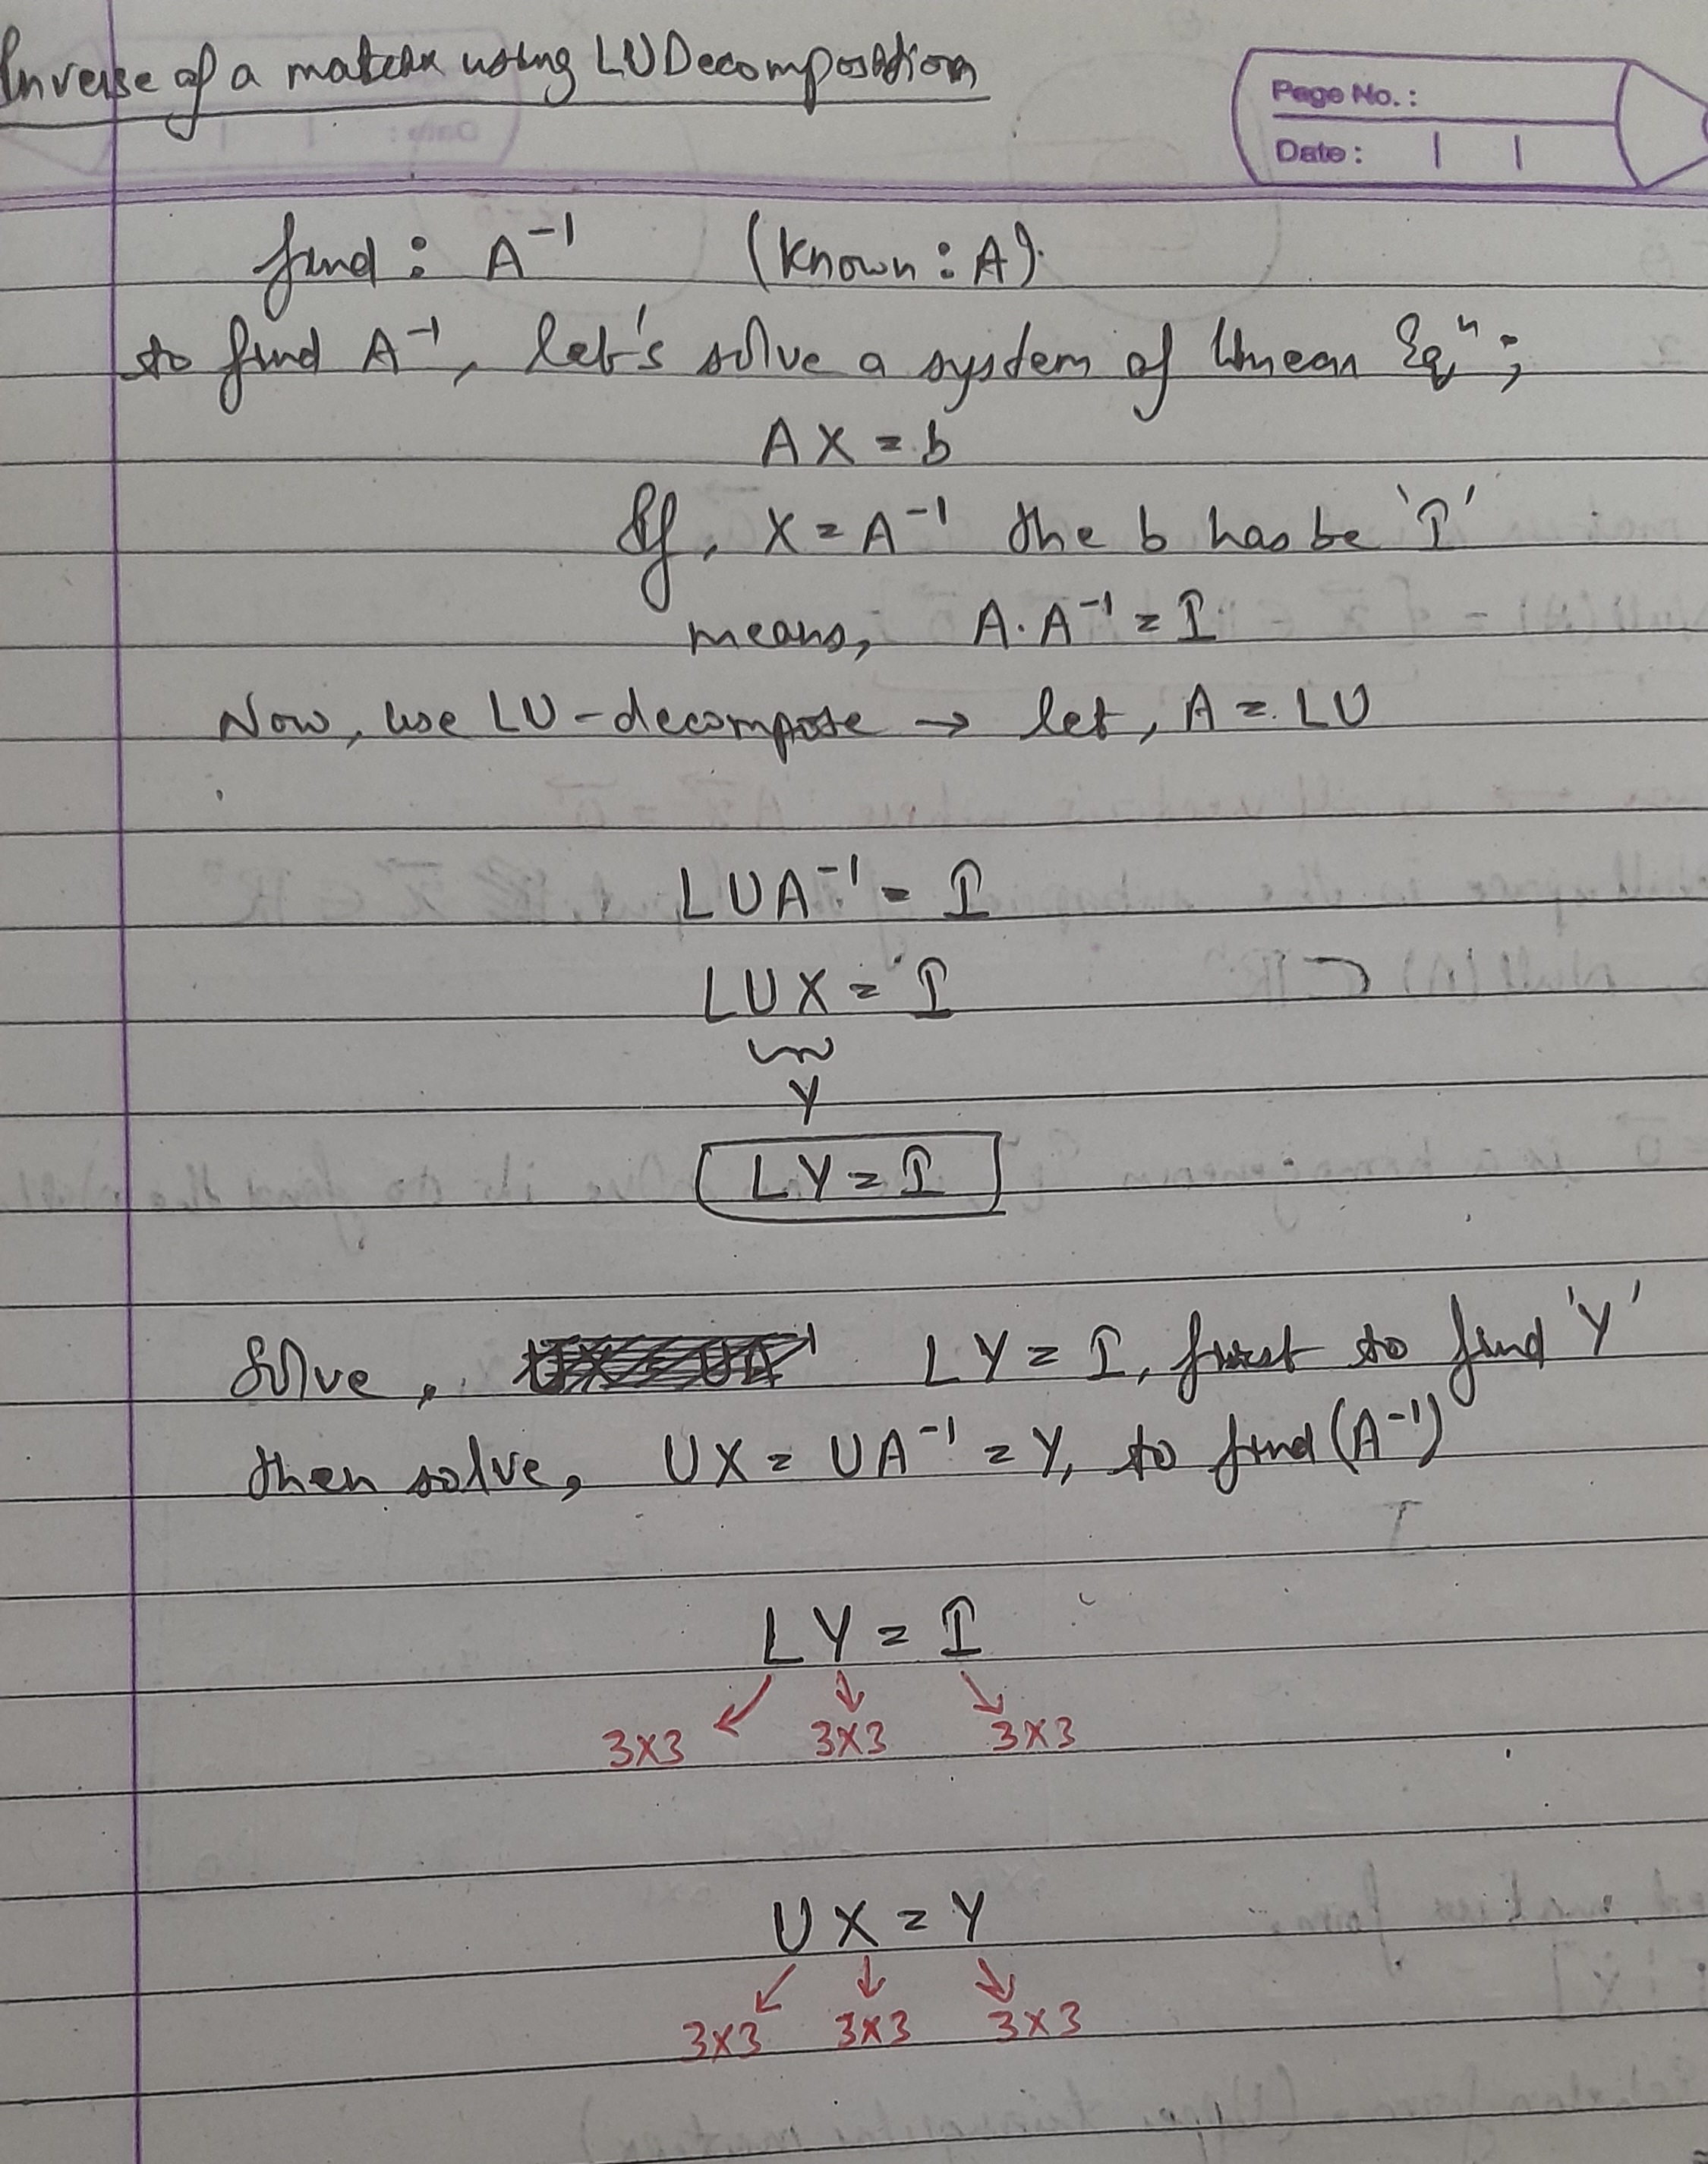 Inverse of a matrix using LU Decomposition
Page No. :
Date :
find : A⁻¹ (known : A)
to find A⁻¹, let's solve a system of linear Eqⁿ ;
AX = b
If, X = A⁻¹ the b has be 'I'
means, A.A⁻¹ = I
Now, use LU-decompose → let, A = LU
LUA⁻¹ = I
LUX = I
Y
LY = I
Solve, LY = I, first to find 'Y'
then solve, UX = UA⁻¹ = Y, to find (A⁻¹)
LY = I
3x3 3x3 3x3
UX = Y
3x3 3x3 3x3